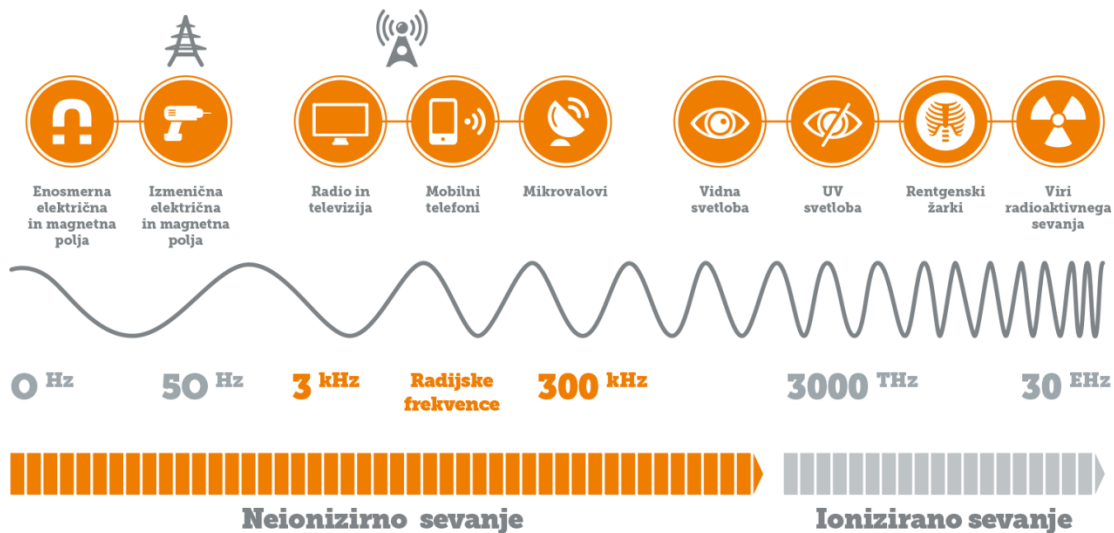 Enosmerna
električna
in magnetna
polja
Izmenična
električna
in magnetna
polja
Radio in
televizija
Mobilni
telefoni
Mikrovalovi
Vidna
svetloba
UV
svetloba
Rentgenski
žarki
Viri
radioaktivnega
sevanja
0 Hz
50 Hz
3 kHz
Radijske
frekvence
300 kHz
3000 THz
30 EHz
Neionizirno sevanje
Ionizirano sevanje